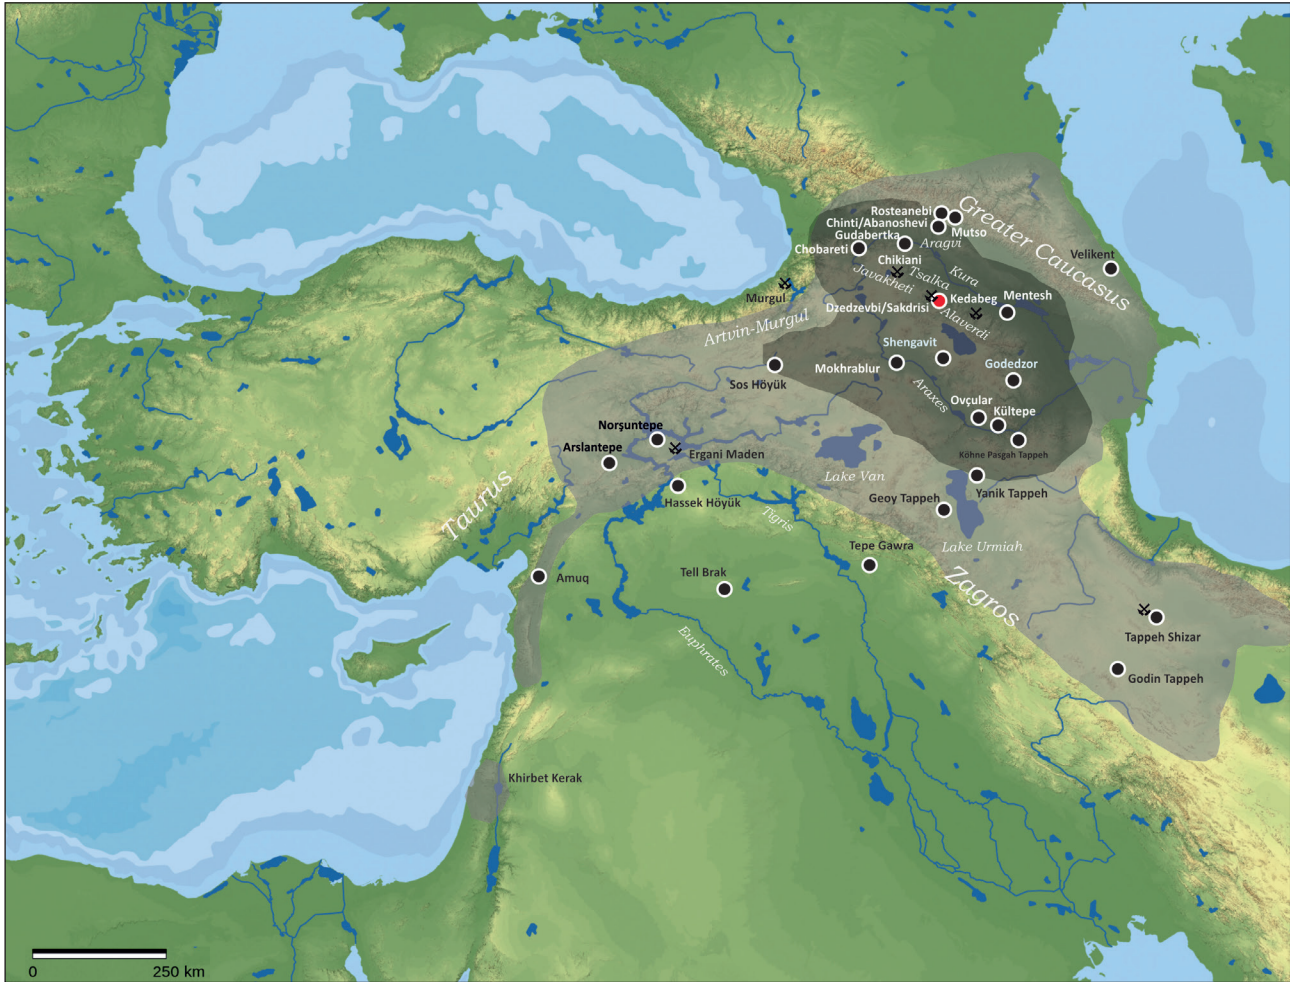 Rosteanebi
Chinti/Abanoshevi
Mutso
Gudabertka
Aragvi
Chobareti
Chikiani
Greater Caucasus
Velikent
Javakheti
Tsalka
Kura
Murgul
Kedabeg
Mentesh
Dzedzevbi/Sakdrisi
Alaverdi
Artvin-Murgul
Shengavit
Mokhrablur
Godedzor
Sos Höyük
Araxes
Ovçular
Kültepe
Norşuntepe
Arslantepe
Ergani Maden
Köhne Pasgah Tappeh
Lake Van
Yanik Tappeh
Hassek Höyük
Geoy Tappeh
Taurus
Tigris
Lake Urmiah
Tepe Gawra
Amuq
Tell Brak
Zagros
Tappeh Shizar
Euphrates
Godin Tappeh
Khirbet Kerak
0 250 km